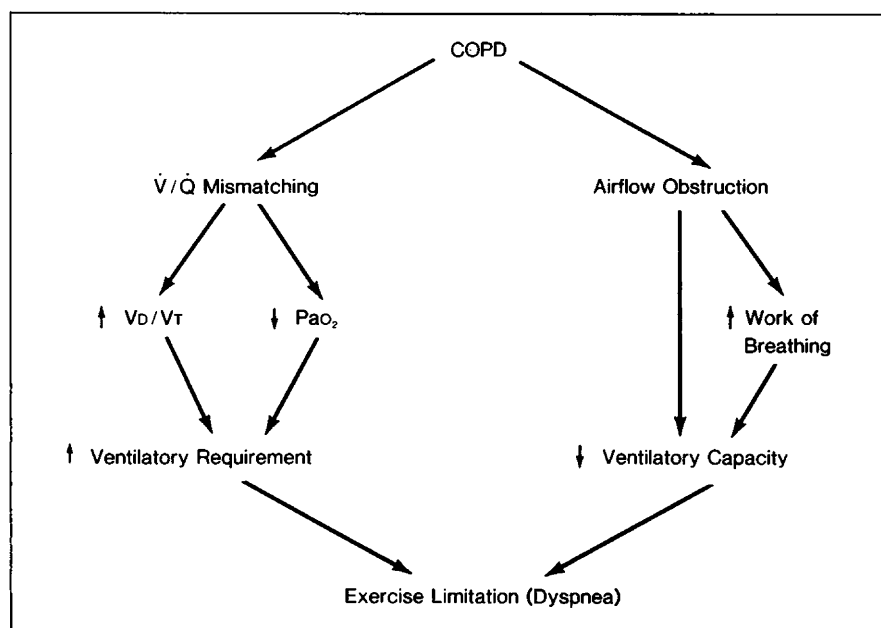 COPD
V̇/Q̇ Mismatching
Airflow Obstruction
↑ VD/VT
↓ PaO₂
↑ Work of
Breathing
↑ Ventilatory Requirement
↓ Ventilatory Capacity
Exercise Limitation (Dyspnea)